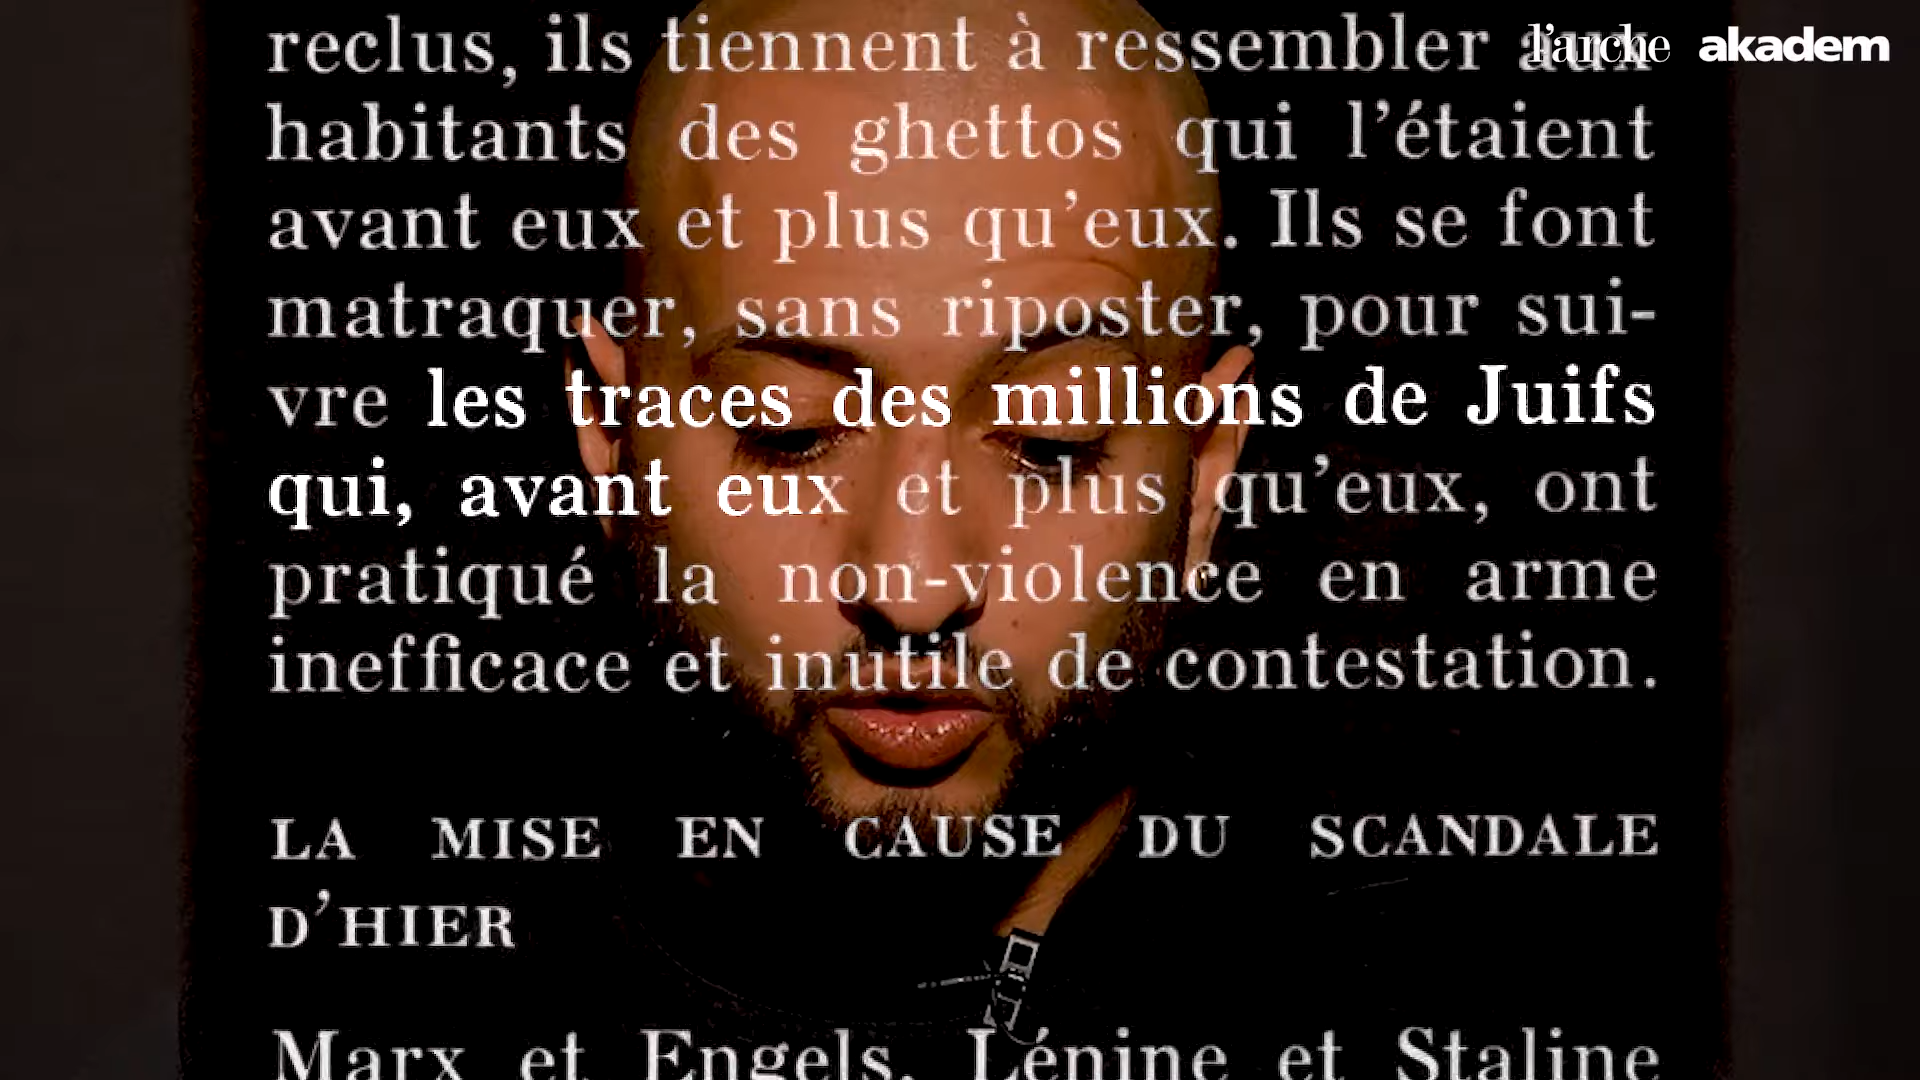 l'arche akadem
reclus, ils tiennent à ressembler aux
habitants des ghettos qui l'étaient
avant eux et plus qu'eux. Ils se font
matraquer, sans riposter, pour sui-
vre les traces des millions de Juifs
qui, avant eux et plus qu'eux, ont
pratiqué la non-violence en arme
inefficace et inutile de contestation.
LA MISE EN CAUSE DU SCANDALE
D'HIER
Marx et Engels, Lénine et Staline